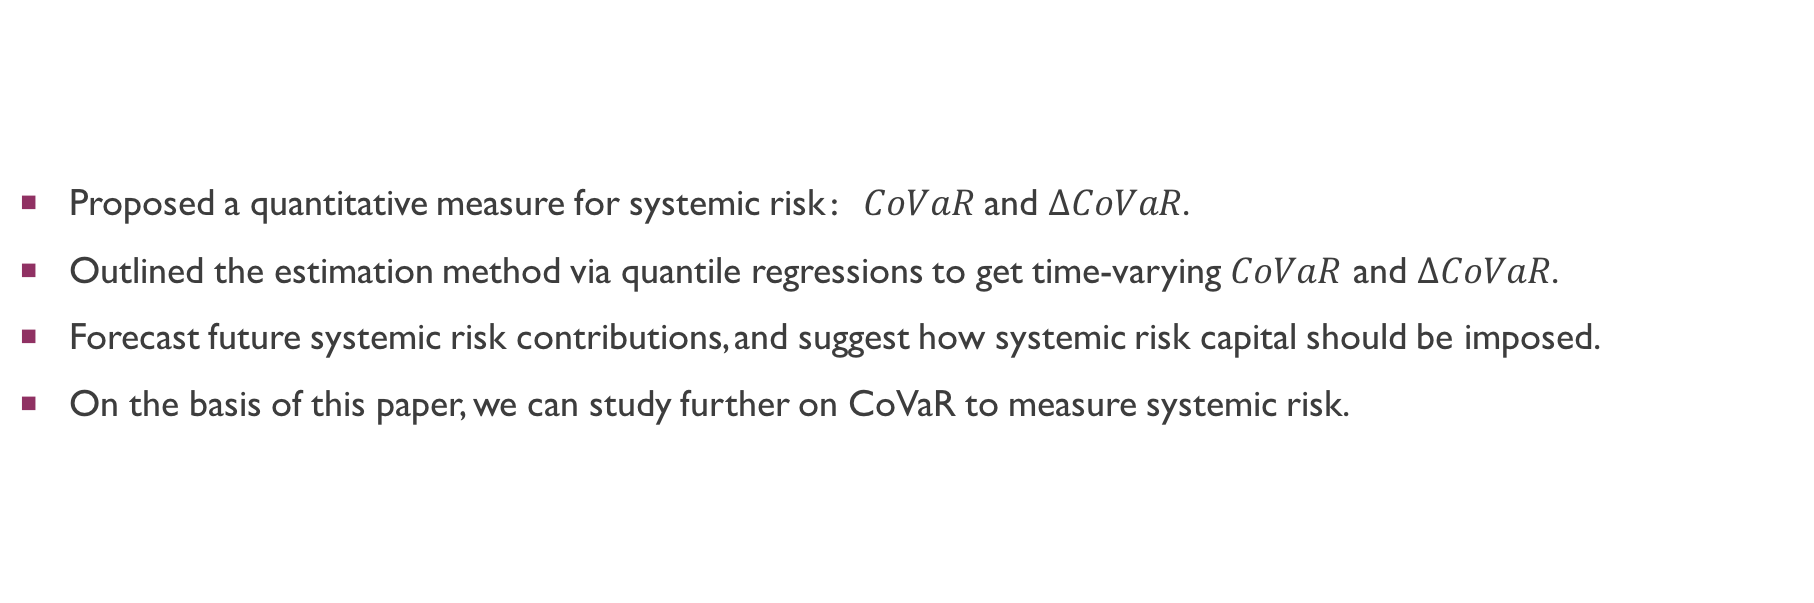 ▪ Proposed a quantitative measure for systemic risk： CoVaR and ΔCoVaR.
▪ Outlined the estimation method via quantile regressions to get time-varying CoVaR and ΔCoVaR.
▪ Forecast future systemic risk contributions, and suggest how systemic risk capital should be imposed.
▪ On the basis of this paper, we can study further on CoVaR to measure systemic risk.